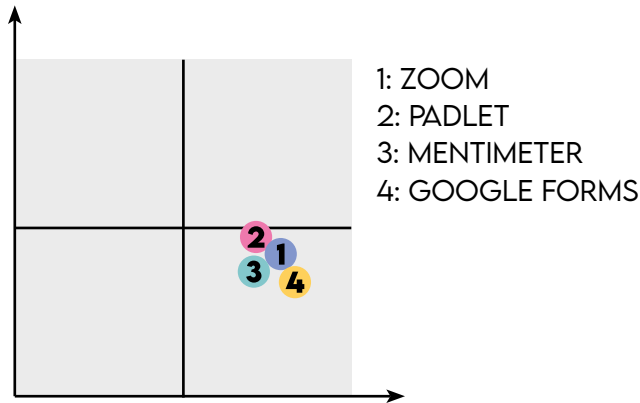 1: ZOOM
2: PADLET
3: MENTIMETER
4: GOOGLE FORMS
2
1
3
4